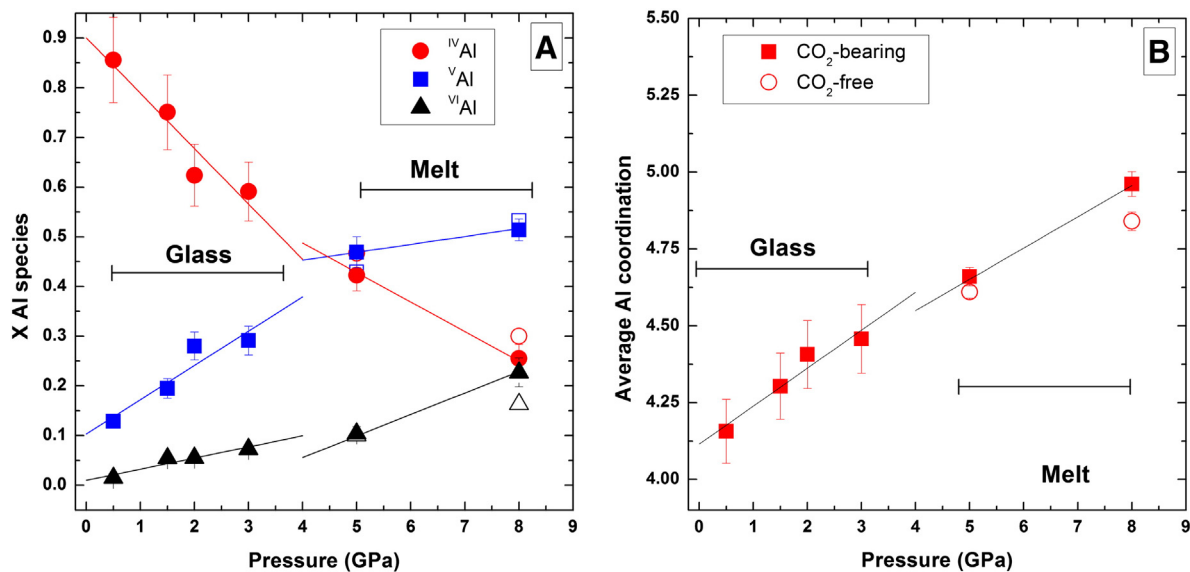 A
IVAl
VAl
VIAl
Melt
Glass
0.9
0.8
0.7
0.6
0.5
0.4
0.3
0.2
0.1
0.0
X Al species
0 1 2 3 4 5 6 7 8 9
Pressure (GPa)
B
CO2-bearing
CO2-free
Glass
Melt
5.50
5.25
5.00
4.75
4.50
4.25
4.00
Average Al coordination
0 1 2 3 4 5 6 7 8 9
Pressure (GPa)